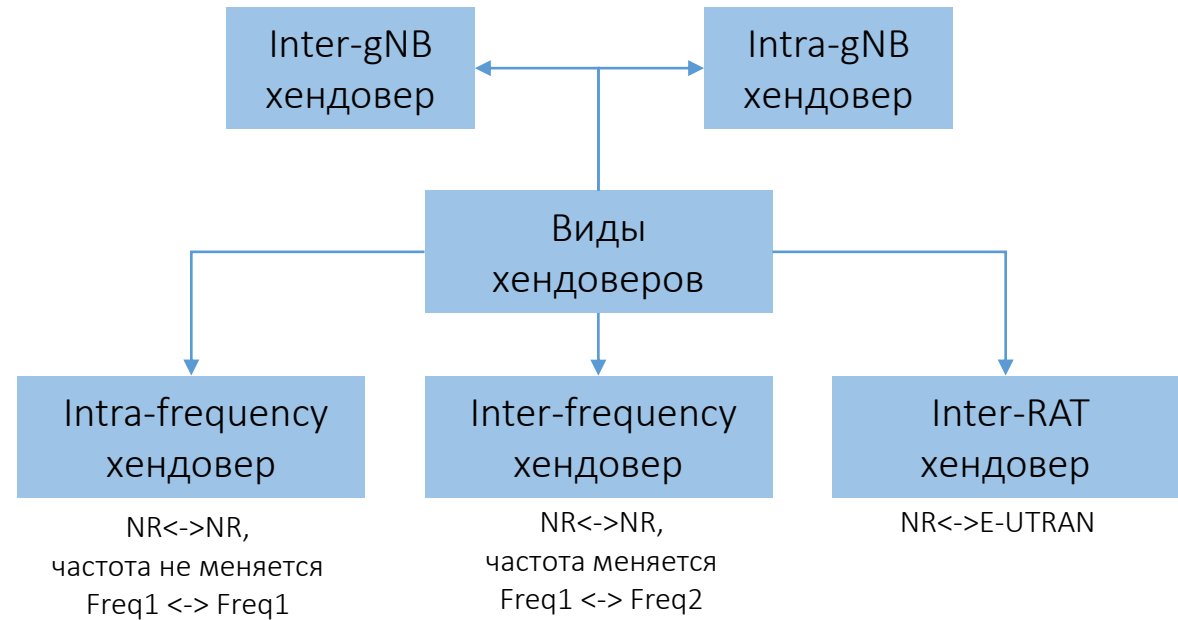 Inter-gNB
хендовер
Intra-gNB
хендовер
Виды
хендоверов
Intra-frequency
хендовер
Inter-frequency
хендовер
Inter-RAT
хендовер
NR<->NR,
частота не меняется
Freq1 <-> Freq1
NR<->NR,
частота меняется
Freq1 <-> Freq2
NR<->E-UTRAN